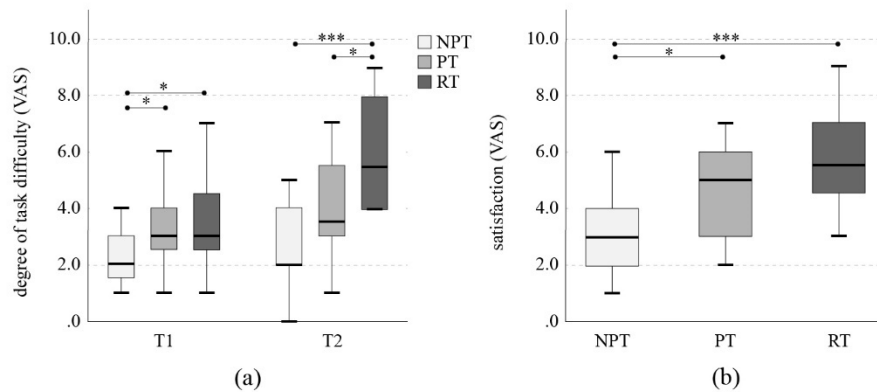 degree of task difficulty (VAS)
10.0
8.0
6.0
4.0
2.0
.0
***
*
*
*
NPT
PT
RT
T1 T2
(a)
satisfaction (VAS)
10.0
8.0
6.0
4.0
2.0
.0
***
*
NPT PT RT
(b)